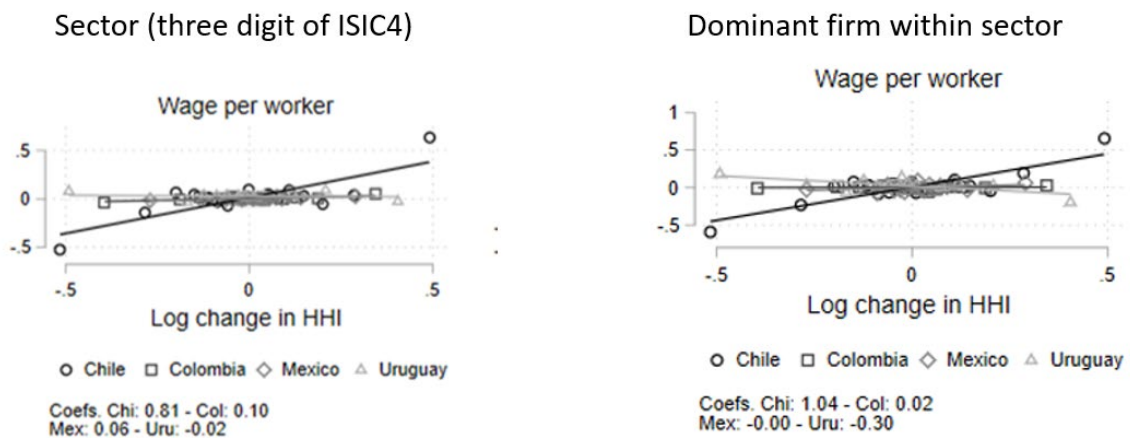 Sector (three digit of ISIC4)
Wage per worker
.5
0
-.5
-.5 0 .5
Log change in HHI
Chile Colombia Mexico Uruguay
Coefs. Chi: 0.81 - Col: 0.10
Mex: 0.06 - Uru: -0.02
Dominant firm within sector
Wage per worker
1
.5
0
-.5
-.5 0 .5
Log change in HHI
Chile Colombia Mexico Uruguay
Coefs. Chi: 1.04 - Col: 0.02
Mex: -0.00 - Uru: -0.30